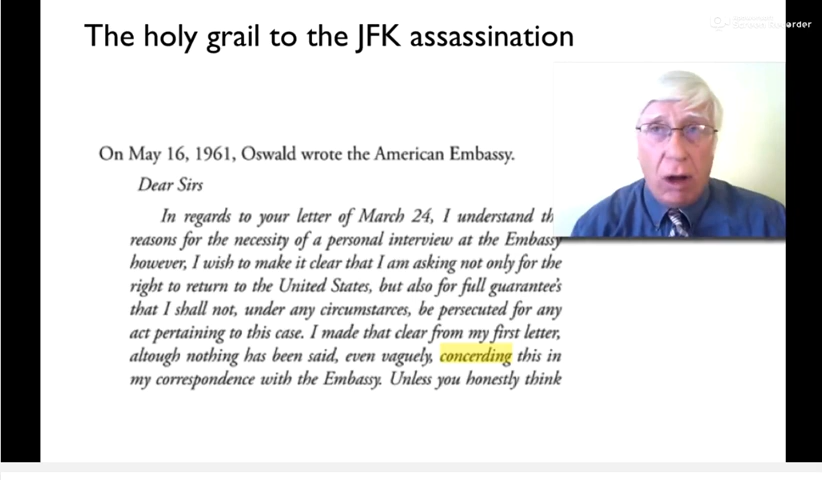 The holy grail to the JFK assassination
On May 16, 1961, Oswald wrote the American Embassy.
Dear Sirs
In regards to your letter of March 24, I understand th
reasons for the necessity of a personal interview at the Embassy
however, I wish to make it clear that I am asking not only for the
right to return to the United States, but also for full guarantee's
that I shall not, under any circumstances, be persecuted for any
act pertaining to this case. I made that clear from my first letter,
altough nothing has been said, even vaguely, concerding this in
my correspondence with the Embassy. Unless you honestly think
Screen Recorder